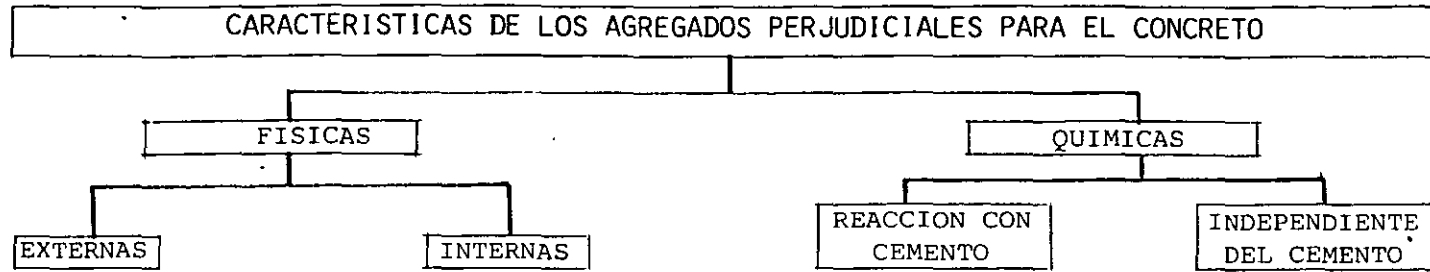 CARACTERISTICAS DE LOS AGREGADOS PERJUDICIALES PARA EL CONCRETO
FISICAS
QUIMICAS
EXTERNAS
INTERNAS
REACCION CON
CEMENTO
INDEPENDIENTE
DEL CEMENTO